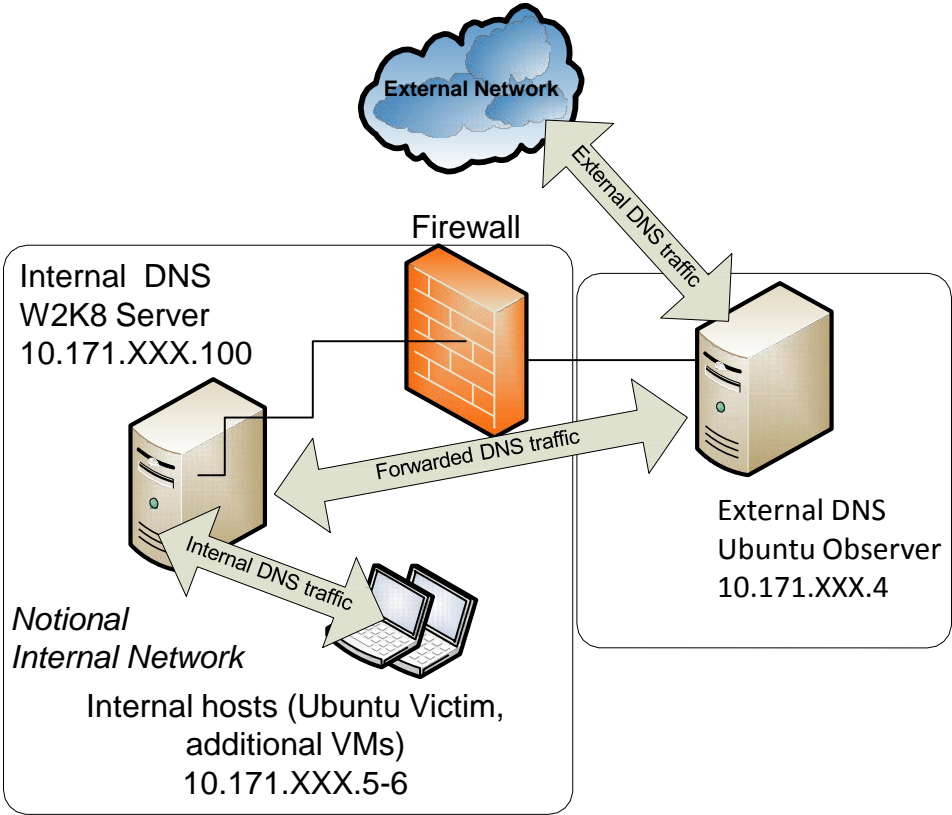 External Network
External DNS traffic
Firewall
Internal DNS
W2K8 Server
10.171.XXX.100
Forwarded DNS traffic
External DNS
Ubuntu Observer
10.171.XXX.4
Internal DNS traffic
Notional
Internal Network
Internal hosts (Ubuntu Victim,
additional VMs)
10.171.XXX.5-6